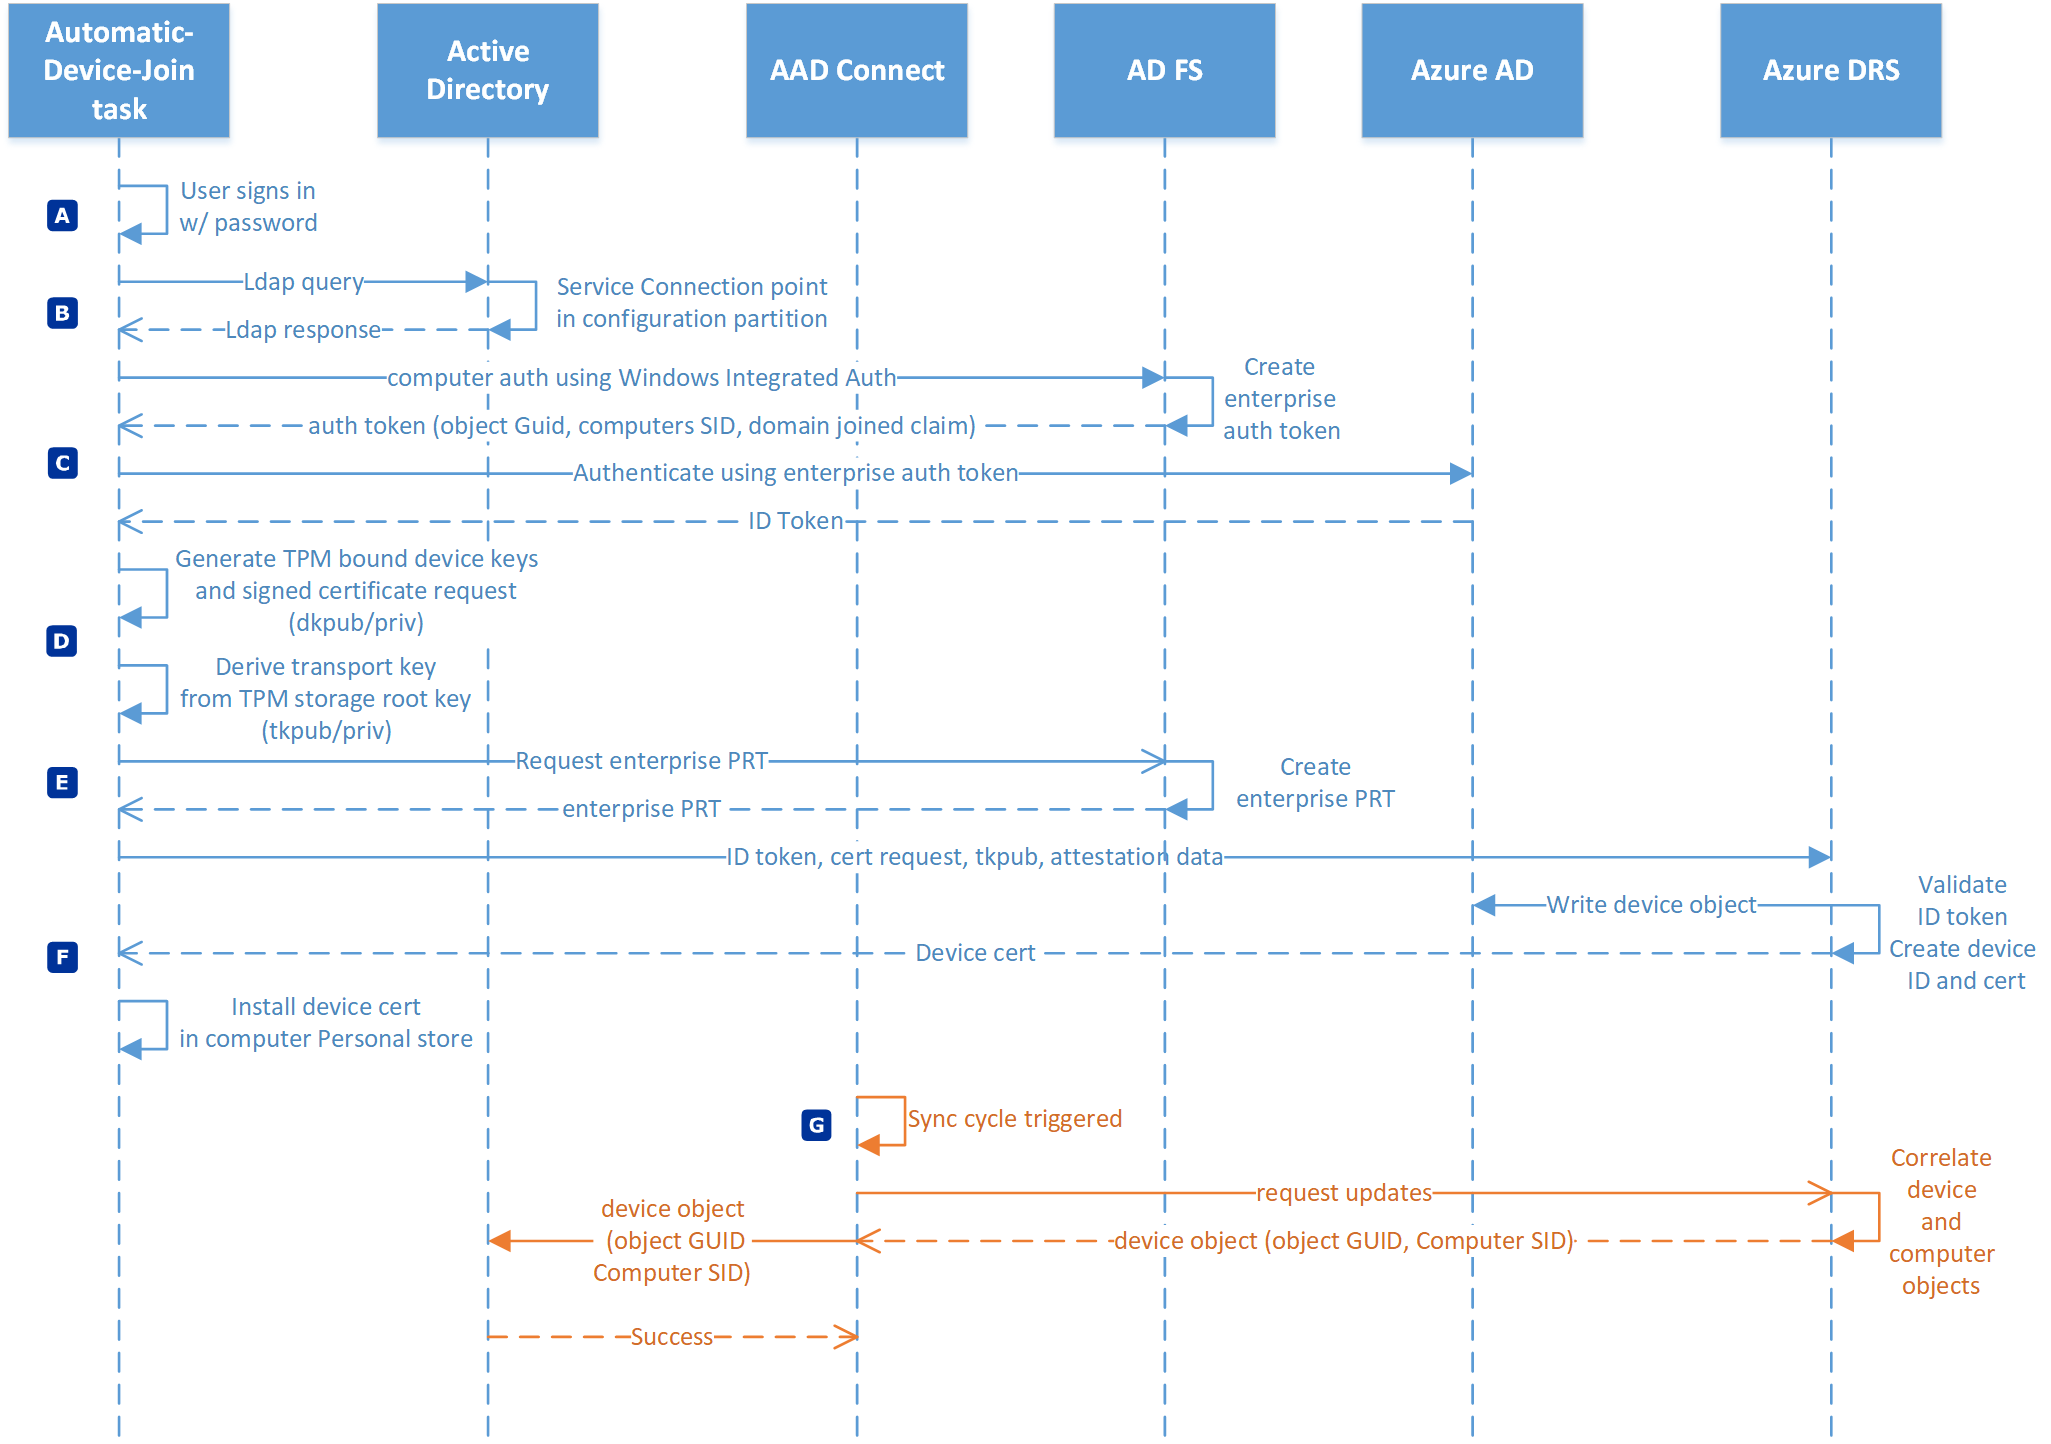 Automatic-
Device-Join
task
Active
Directory
AAD Connect
AD FS
Azure AD
Azure DRS
A
User signs in
w/ password
B
Ldap query
Service Connection point
in configuration partition
Ldap response
computer auth using Windows Integrated Auth
Create
enterprise
auth token
auth token (object Guid, computers SID, domain joined claim)
C
Authenticate using enterprise auth token
ID Token
Generate TPM bound device keys
and signed certificate request
(dkpub/priv)
D
Derive transport key
from TPM storage root key
(tkpub/priv)
E
Request enterprise PRT
Create
enterprise PRT
enterprise PRT
ID token, cert request, tkpub, attestation data
Write device object
Validate
ID token
Create device
ID and cert
F
Device cert
Install device cert
in computer Personal store
G
Sync cycle triggered
request updates
Correlate
device
and
computer
objects
device object
(object GUID
Computer SID)
device object (object GUID, Computer SID)
Success